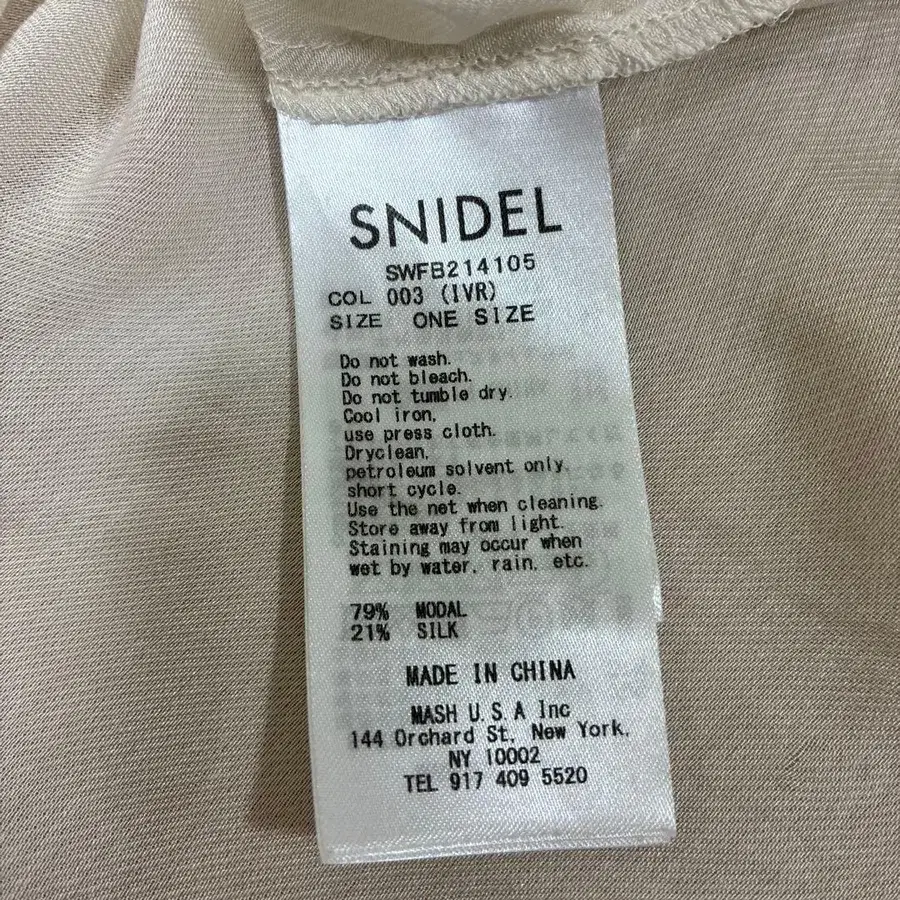 SNIDEL
SWFB214105
COL 003 (IVR)
SIZE ONE SIZE
Do not wash.
Do not bleach.
Do not tumble dry.
Cool iron,
use press cloth.
Dryclean,
petroleum solvent only,
short cycle.
Use the net when cleaning.
Store away from light.
Staining may occur when
wet by water, rain, etc.
79% MODAL
21% SILK
MADE IN CHINA
MASH U.S.A Inc
144 Orchard St, New York,
NY 10002
TEL 917 409 5520